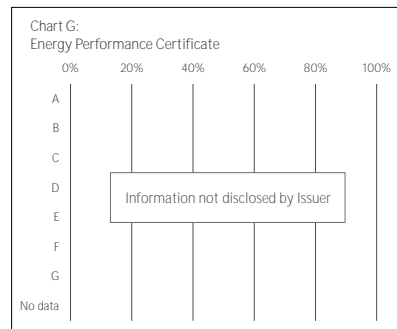 Chart G:
Energy Performance Certificate
0% 20% 40% 60% 80% 100%
A
B
C
D
Information not disclosed by Issuer
E
F
G
No data